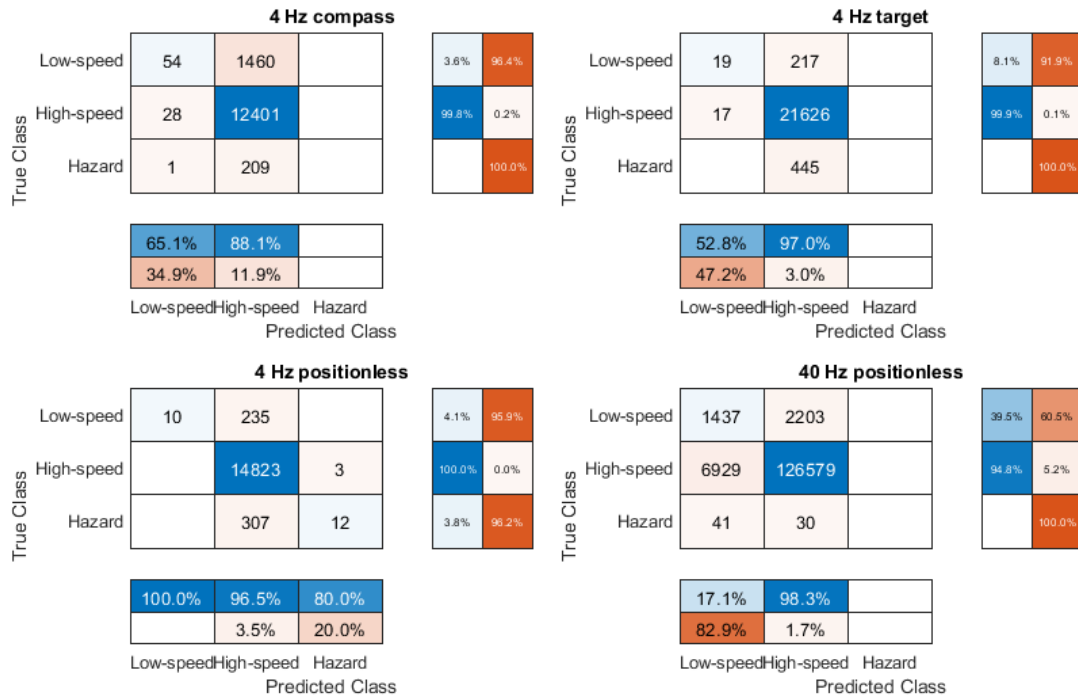 4 Hz compass
Low-speed 54 1460 3.6% 96.4%
High-speed 28 12401 99.8% 0.2%
Hazard 1 209 100.0%
True Class
65.1% 88.1%
34.9% 11.9%
Low-speed High-speed Hazard
Predicted Class
4 Hz target
Low-speed 19 217 8.1% 91.9%
High-speed 17 21626 99.9% 0.1%
Hazard 445 100.0%
True Class
52.8% 97.0%
47.2% 3.0%
Low-speed High-speed Hazard
Predicted Class
4 Hz positionless
Low-speed 10 235 4.1% 95.9%
High-speed 14823 3 100.0% 0.0%
Hazard 307 12 3.8% 96.2%
True Class
100.0% 96.5% 80.0%
3.5% 20.0%
Low-speed High-speed Hazard
Predicted Class
40 Hz positionless
Low-speed 1437 2203 39.5% 60.5%
High-speed 6929 126579 94.8% 5.2%
Hazard 41 30 100.0%
True Class
17.1% 98.3%
82.9% 1.7%
Low-speed High-speed Hazard
Predicted Class